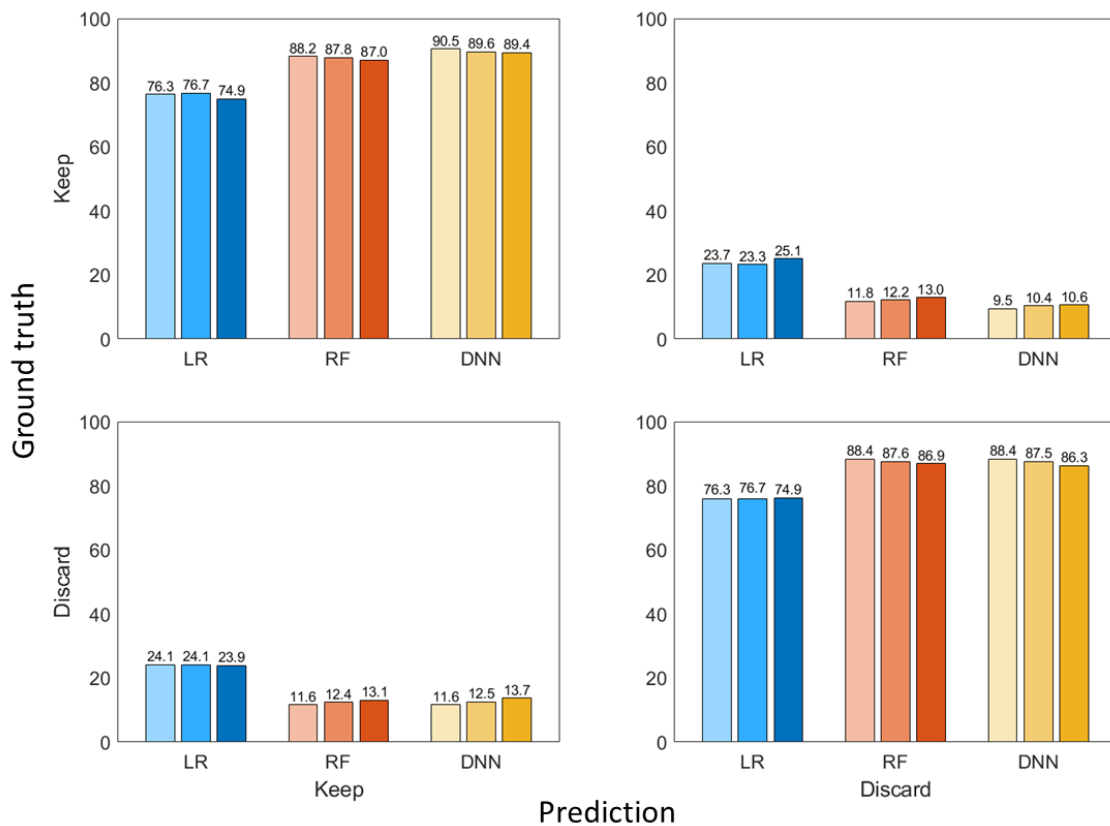 100
80
60
40
20
0
76.3 76.7 74.9
88.2 87.8 87.0
90.5 89.6 89.4
LR RF DNN
Keep
100
80
60
40
20
0
23.7 23.3 25.1
11.8 12.2 13.0
9.5 10.4 10.6
LR RF DNN
Ground truth
100
80
60
40
20
0
24.1 24.1 23.9
11.6 12.4 13.1
11.6 12.5 13.7
LR RF DNN
Discard
Keep
100
80
60
40
20
0
76.3 76.7 74.9
88.4 87.6 86.9
88.4 87.5 86.3
LR RF DNN
Discard
Prediction